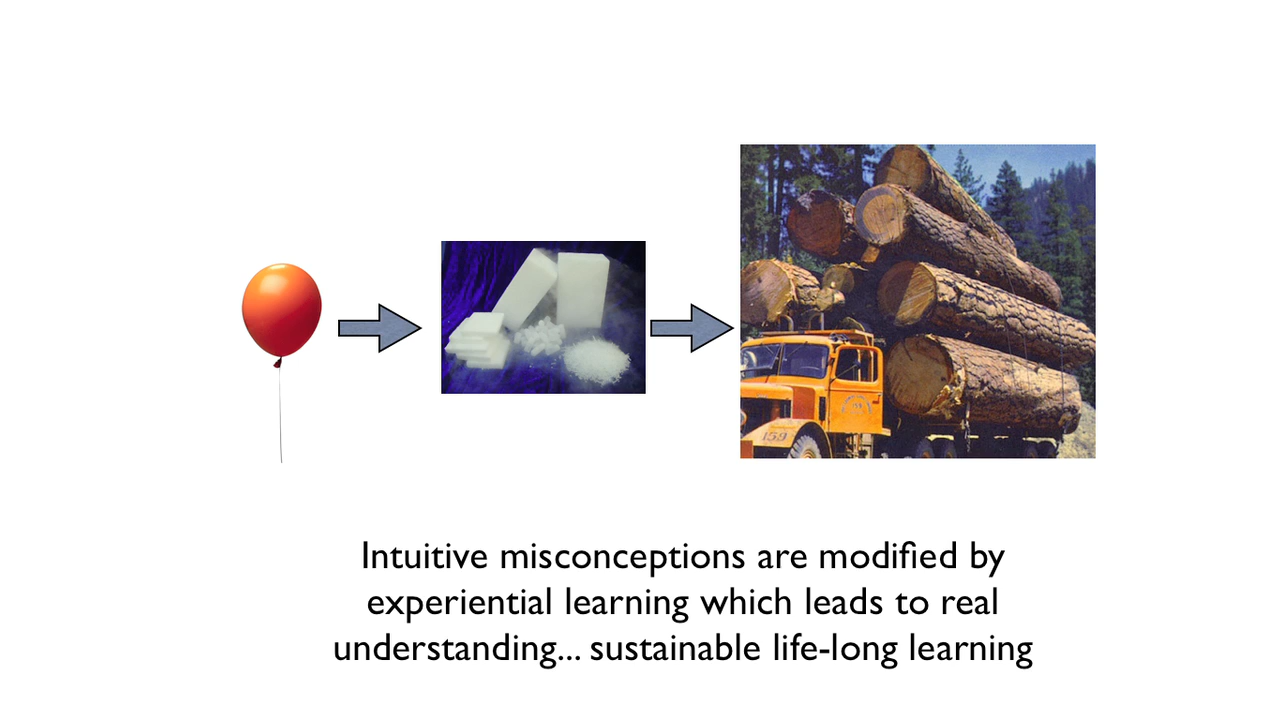 159
Intuitive misconceptions are modified by
experiential learning which leads to real
understanding... sustainable life-long learning